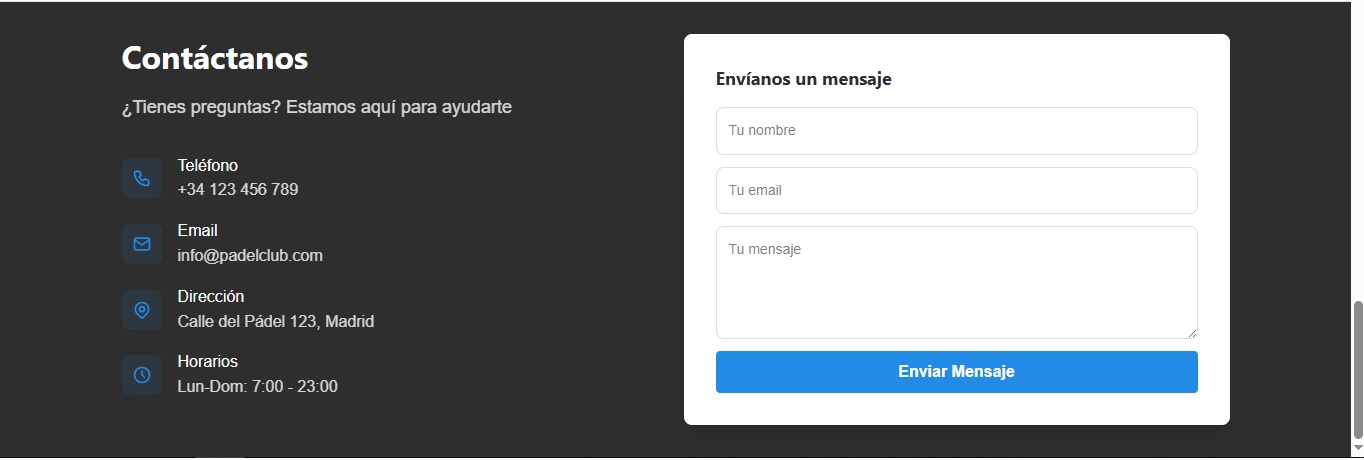 Contáctanos
¿Tienes preguntas? Estamos aquí para ayudarte
Teléfono
+34 123 456 789
Email
info@padelclub.com
Dirección
Calle del Pádel 123, Madrid
Horarios
Lun-Dom: 7:00 - 23:00
Envíanos un mensaje
Tu nombre
Tu email
Tu mensaje
Enviar Mensaje